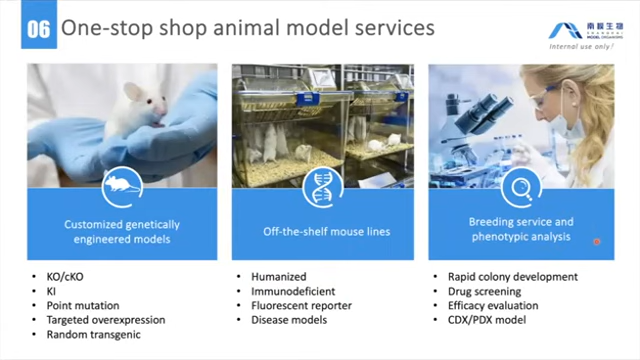 06
One-stop shop animal model services
南模生物
SHANGHAI
MODEL ORGANISMS
Internal use only!
Customized genetically
engineered models
Off-the-shelf mouse lines
Breeding service and
phenotypic analysis
• KO/cKO
• KI
• Point mutation
• Targeted overexpression
• Random transgenic
• Humanized
• Immunodeficient
• Fluorescent reporter
• Disease models
• Rapid colony development
• Drug screening
• Efficacy evaluation
• CDX/PDX model